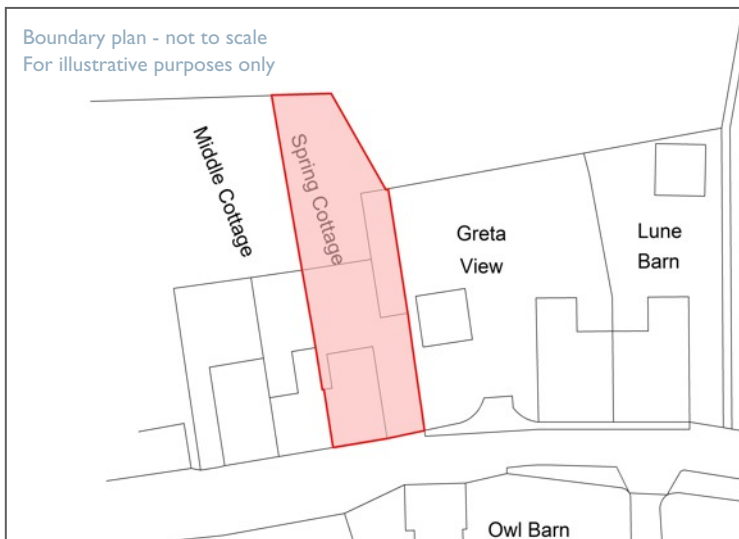 Boundary plan - not to scale
For illustrative purposes only
Middle Cottage
Spring Cottage
Greta
View
Lune
Barn
Owl Barn